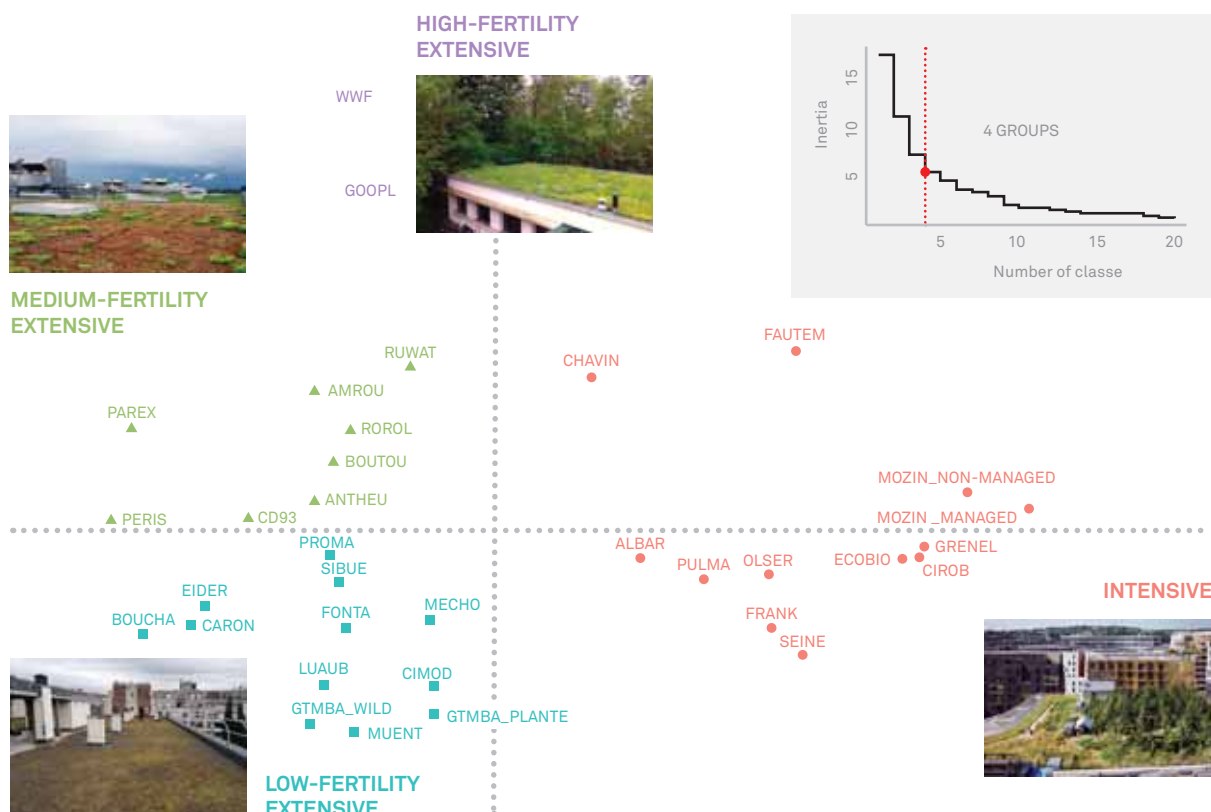 HIGH-FERTILITY
EXTENSIVE
WWF
GOOPL
Inertia
15
10
5
4 GROUPS
5
10
15
20
Number of classe
MEDIUM-FERTILITY
EXTENSIVE
RUWAT
AMROU
PAREX
ROROL
BOUTOU
ANTHEU
PERIS
CD93
FAUTEM
CHAVIN
MOZIN_NON-MANAGED
MOZIN _MANAGED
ALBAR
PULMA
OLSER
ECOBIO
GRENEL
CIROB
FRANK
SEINE
INTENSIVE
PROMA
SIBUE
EIDER
BOUCHA
CARON
FONTA
MECHO
LUAUB
CIMOD
GTMBA_WILD
GTMBA_PLANTE
MUENT
LOW-FERTILITY
EXTENSIVE